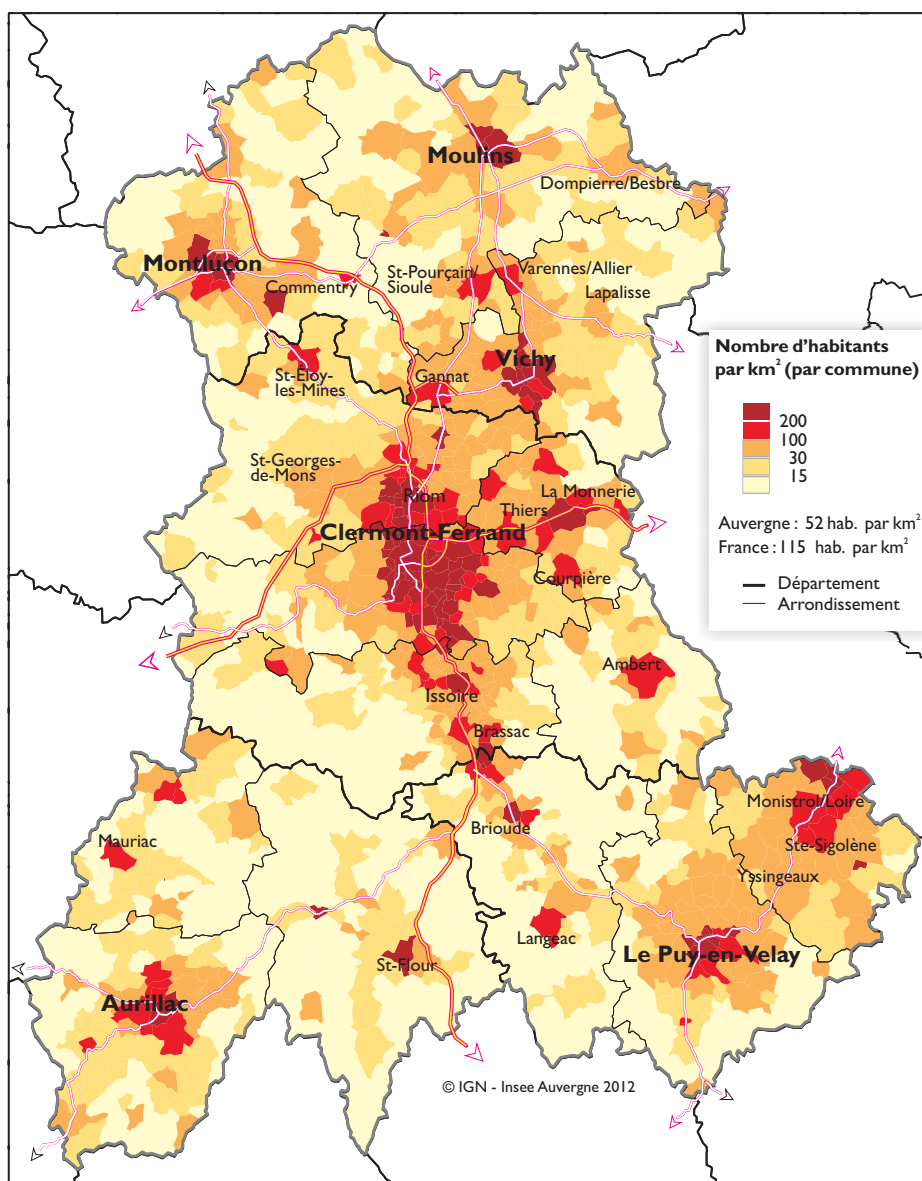 Moulins
Dompierre/Besbre
Montluçon
Commentry
St-Pourçain/
Sioule
Varennes/Allier
Lapalisse
Nombre d'habitants
par km² (par commune)
200
100
30
15
Auvergne : 52 hab. par km²
France : 115 hab. par km²
Département
Arrondissement
Vichy
St-Éloy-
les-Mines
Gannat
St-Georges-
de-Mons
Riom
La Monnerie
Thiers
Clermont-Ferrand
Courpière
Ambert
Issoire
Brassac
Monistrol/Loire
Mauriac
Brioude
Ste-Sigolène
Yssingeaux
Langeac
Le Puy-en-Velay
St-Flour
Aurillac
© IGN - Insee Auvergne 2012